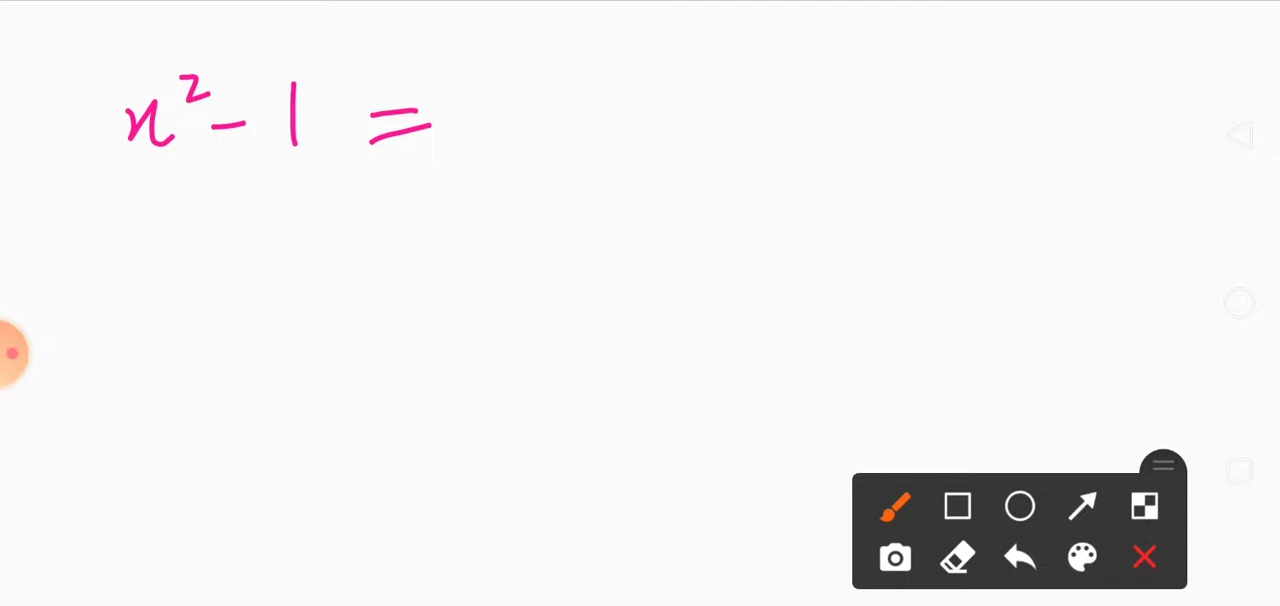 x² - 1 =